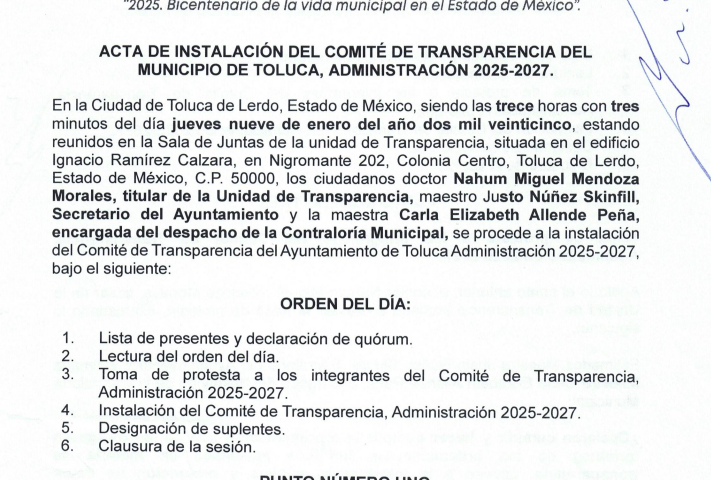 "2025. Bicentenario de la vida municipal en el Estado de México".
ACTA DE INSTALACIÓN DEL COMITÉ DE TRANSPARENCIA DEL
MUNICIPIO DE TOLUCA, ADMINISTRACIÓN 2025-2027.
En la Ciudad de Toluca de Lerdo, Estado de México, siendo las trece horas con tres
minutos del día jueves nueve de enero del año dos mil veinticinco, estando
reunidos en la Sala de Juntas de la unidad de Transparencia, situada en el edificio
Ignacio Ramírez Calzara, en Nigromante 202, Colonia Centro, Toluca de Lerdo,
Estado de México, C.P. 50000, los ciudadanos doctor Nahum Miguel Mendoza
Morales, titular de la Unidad de Transparencia, maestro Justo Núñez Skinfill,
Secretario del Ayuntamiento y la maestra Carla Elizabeth Allende Peña,
encargada del despacho de la Contraloría Municipal, se procede a la instalación
del Comité de Transparencia del Ayuntamiento de Toluca Administración 2025-2027,
bajo el siguiente:
ORDEN DEL DÍA:
1. Lista de presentes y declaración de quórum.
2. Lectura del orden del día.
3. Toma de protesta a los integrantes del Comité de Transparencia,
Administración 2025-2027.
4. Instalación del Comité de Transparencia, Administración 2025-2027.
5. Designación de suplentes.
6. Clausura de la sesión.
PUNTO NÚMERO UNO